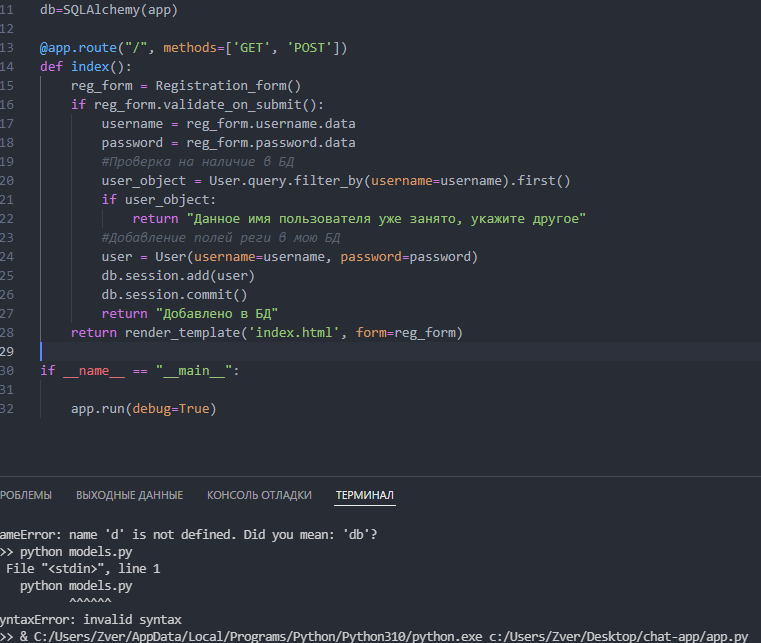 11 db=SQLAlchemy(app)
12
13 @app.route("/", methods=['GET', 'POST'])
14 def index():
15 reg_form = Registration_form()
16 if reg_form.validate_on_submit():
17 username = reg_form.username.data
18 password = reg_form.password.data
19 #Проверка на наличие в БД
20 user_object = User.query.filter_by(username=username).first()
21 if user_object:
22 return "Данное имя пользователя уже занято, укажите другое"
23 #Добавление полей реги в мою БД
24 user = User(username=username, password=password)
25 db.session.add(user)
26 db.session.commit()
27 return "Добавлено в БД"
28 return render_template('index.html', form=reg_form)
29
30 if __name__ == "__main__":
31
32 app.run(debug=True)
РОБЛЕМЫ ВЫХОДНЫЕ ДАННЫЕ КОНСОЛЬ ОТЛАДКИ ТЕРМИНАЛ
ameError: name 'd' is not defined. Did you mean: 'db'?
>> python models.py
File "<stdin>", line 1
python models.py
^^^^^^
yntaxError: invalid syntax
>> & C:/Users/Zver/AppData/Local/Programs/Python/Python310/python.exe c:/Users/Zver/Desktop/chat-app/app.py